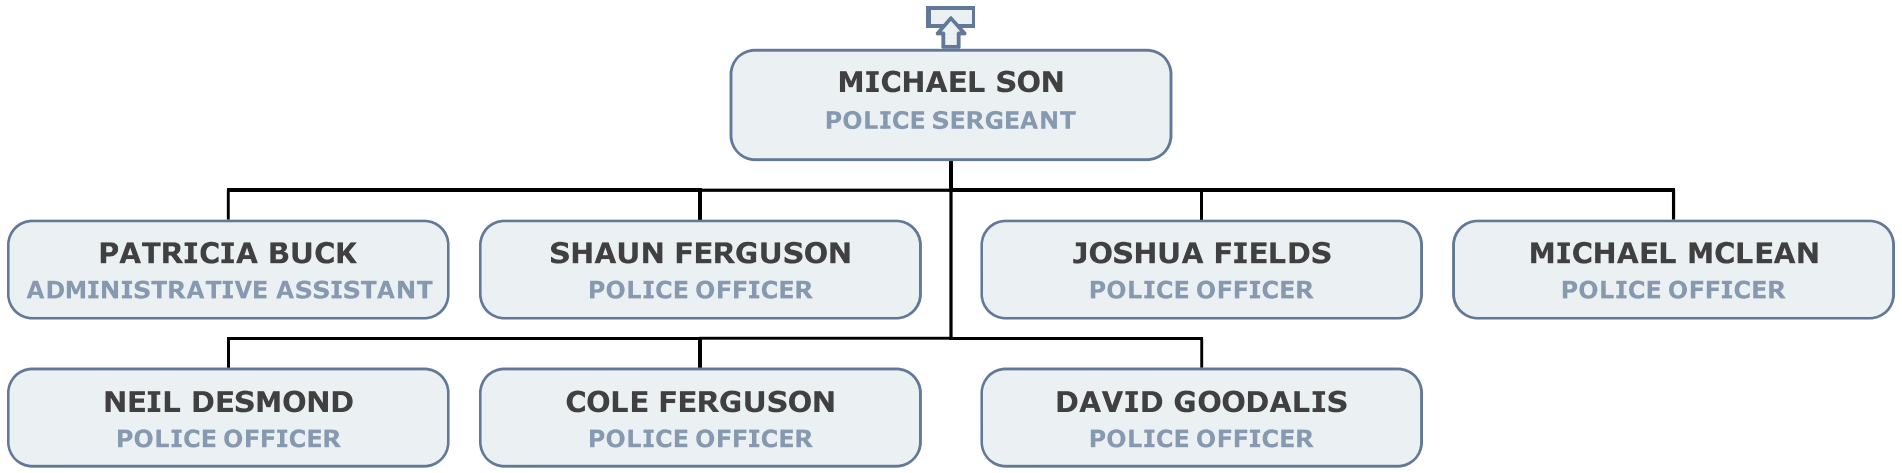 MICHAEL SON
POLICE SERGEANT
PATRICIA BUCK
ADMINISTRATIVE ASSISTANT
SHAUN FERGUSON
POLICE OFFICER
JOSHUA FIELDS
POLICE OFFICER
MICHAEL MCLEAN
POLICE OFFICER
NEIL DESMOND
POLICE OFFICER
COLE FERGUSON
POLICE OFFICER
DAVID GOODALIS
POLICE OFFICER